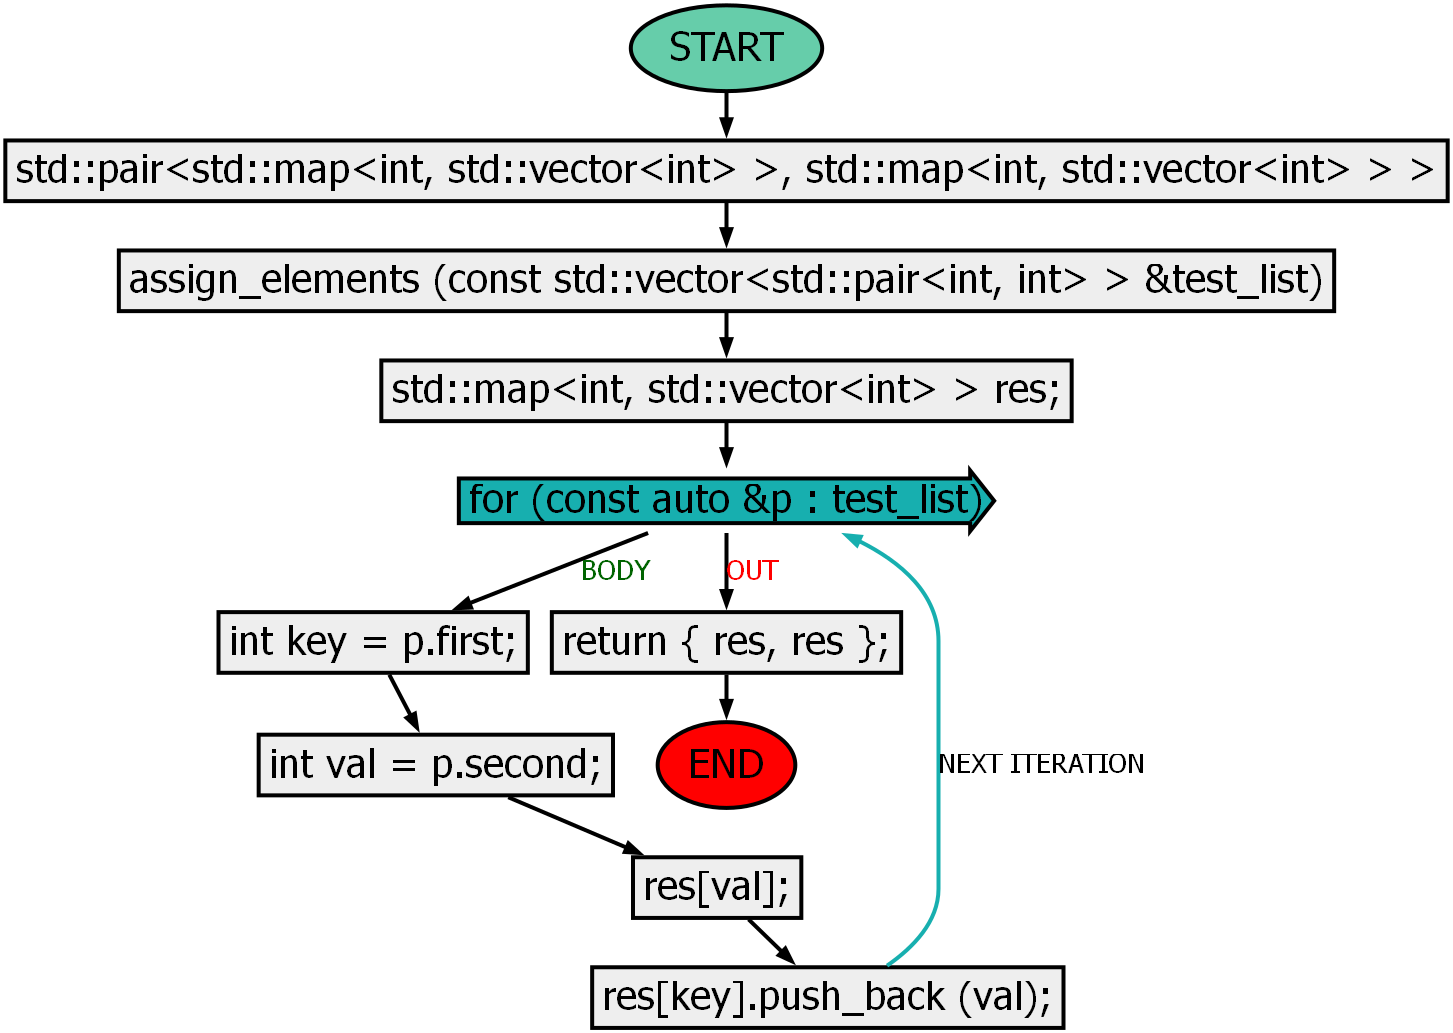 START
std::pair<std::map<int, std::vector<int> >, std::map<int, std::vector<int> > >
assign_elements (const std::vector<std::pair<int, int> > &test_list)
std::map<int, std::vector<int> > res;
for (const auto &p : test_list)
BODY
OUT
int key = p.first;
return { res, res };
int val = p.second;
END
NEXT ITERATION
res[val];
res[key].push_back (val);